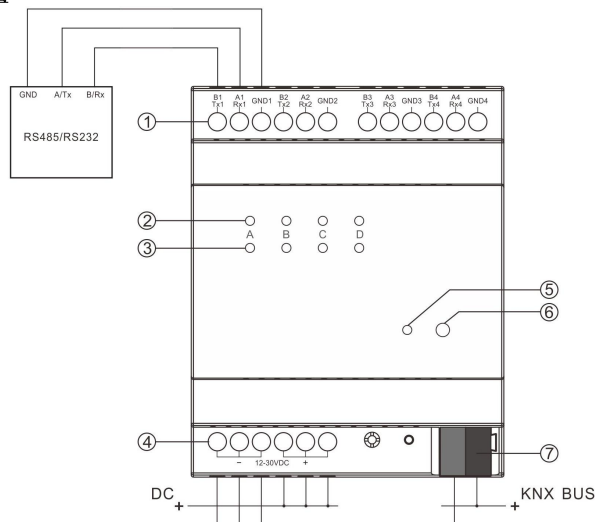 GND A/Tx B/Rx
RS485/RS232
B1 A1 GND1 B2 A2 GND2 B3 A3 GND3 B4 A4 GND4
Tx1 Rx1 Tx2 Rx2 Tx3 Rx3 Tx4 Rx4
①
②
A B C D
③
⑤
⑥
④
− 12-30VDC +
⑦
DC KNX BUS
+ +